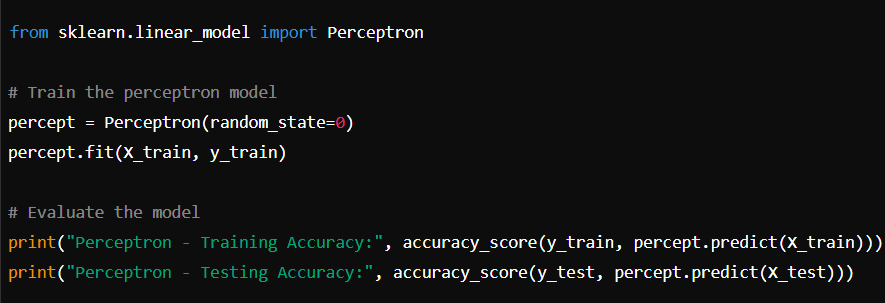 from sklearn.linear_model import Perceptron
# Train the perceptron model
percept = Perceptron(random_state=0)
percept.fit(X_train, y_train)
# Evaluate the model
print("Perceptron - Training Accuracy:", accuracy_score(y_train, percept.predict(X_train)))
print("Perceptron - Testing Accuracy:", accuracy_score(y_test, percept.predict(X_test)))